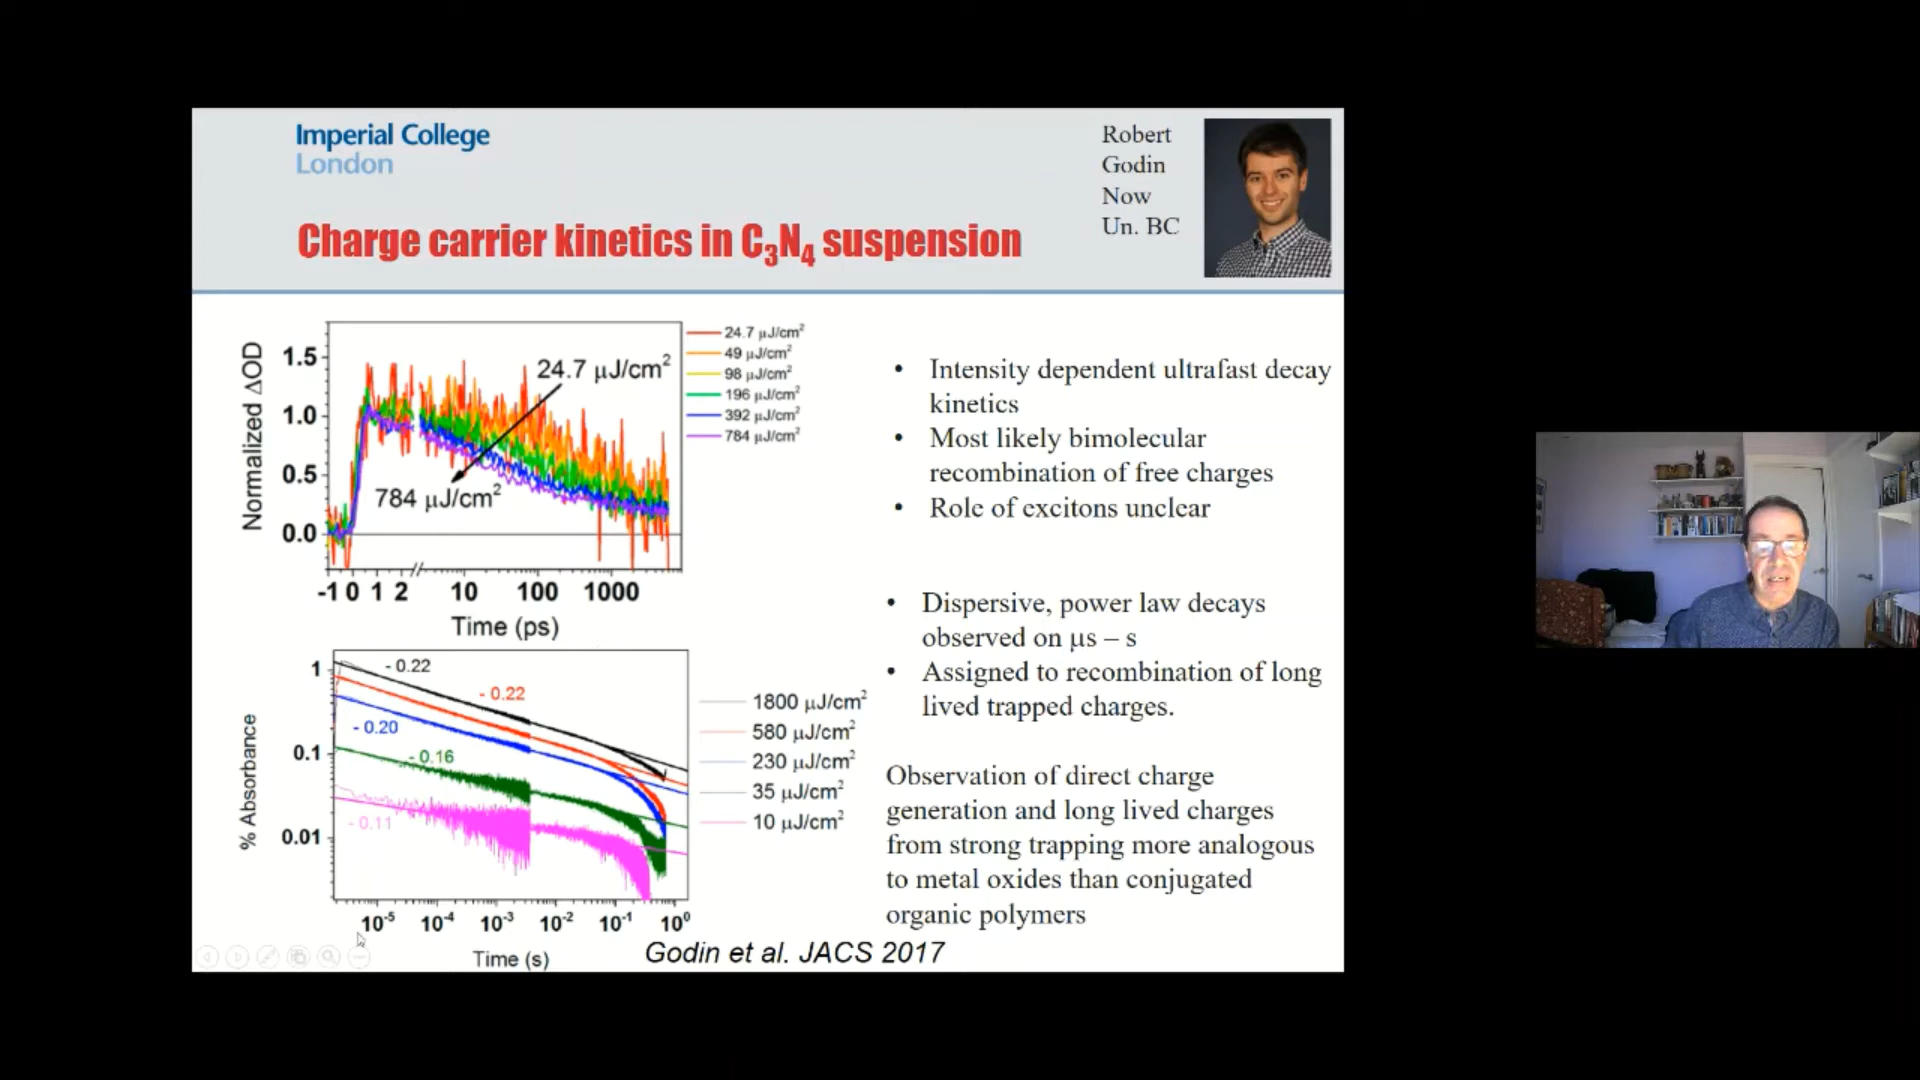 Imperial College
London
Robert
Godin
Now
Un. BC
Charge carrier kinetics in C₃N₄ suspension
Normalized ΔOD
1.5
1.0
0.5
0.0
24.7 μJ/cm²
784 μJ/cm²
-1 0 1 2 10 100 1000
Time (ps)
24.7 μJ/cm²
49 μJ/cm²
98 μJ/cm²
196 μJ/cm²
392 μJ/cm²
784 μJ/cm²
• Intensity dependent ultrafast decay
kinetics
• Most likely bimolecular
recombination of free charges
• Role of excitons unclear
% Absorbance
1
0.1
0.01
- 0.22
- 0.22
- 0.20
- 0.16
- 0.11
10⁻⁵ 10⁻⁴ 10⁻³ 10⁻² 10⁻¹ 10⁰
Time (s)
1800 μJ/cm²
580 μJ/cm²
230 μJ/cm²
35 μJ/cm²
10 μJ/cm²
• Dispersive, power law decays
observed on μs – s
• Assigned to recombination of long
lived trapped charges.
Observation of direct charge
generation and long lived charges
from strong trapping more analogous
to metal oxides than conjugated
organic polymers
Godin et al. JACS 2017